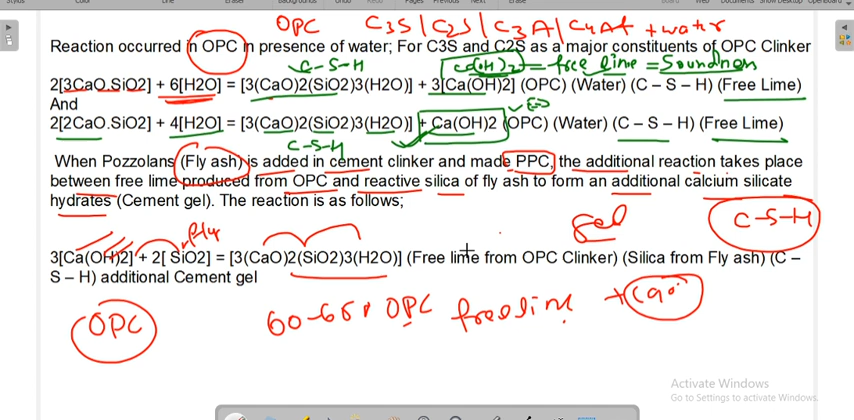 OPC C3S | C2S | C3A | C4Af + water
Reaction occurred in OPC in presence of water; For C3S and C2S as a major constituents of OPC Clinker
C-S-H Ca(OH)2 = free lime = Soundness
2[3CaO.SiO2] + 6[H2O] = [3(CaO)2(SiO2)3(H2O)] + 3[Ca(OH)2] (OPC) (Water) (C – S – H) (Free Lime)
And
2[2CaO.SiO2] + 4[H2O] = [3(CaO)2(SiO2)3(H2O)] + Ca(OH)2 (OPC) (Water) (C – S – H) (Free Lime)
C-S-H
When Pozzolans (Fly ash) is added in cement clinker and made PPC, the additional reaction takes place
between free lime produced from OPC and reactive silica of fly ash to form an additional calcium silicate
hydrates (Cement gel). The reaction is as follows;
gel C-S-H
Fly
3[Ca(OH)2] + 2[ SiO2] = [3(CaO)2(SiO2)3(H2O)] (Free lime from OPC Clinker) (Silica from Fly ash) (C –
S – H) additional Cement gel
OPC 60-65% OPC free lime
Activate Windows
Go to Settings to activate Windows.